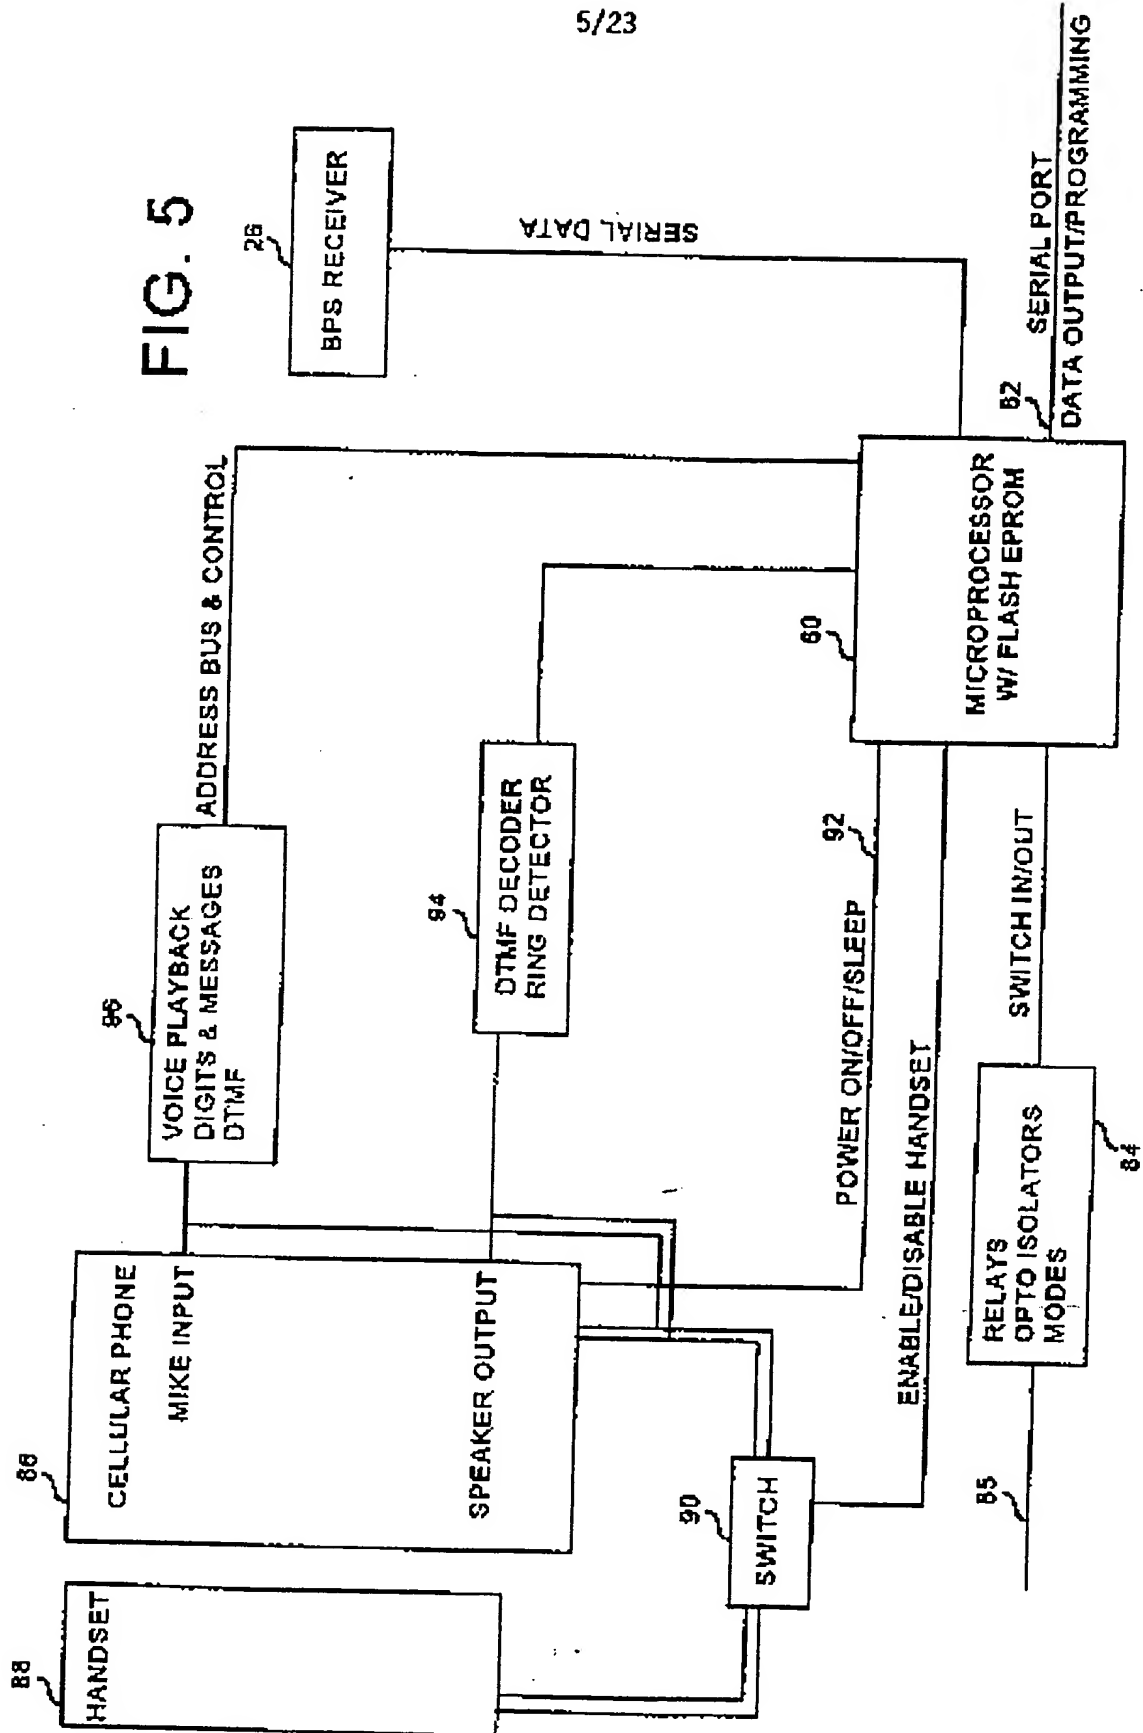 5/23
FIG. 5
88
HANDSET
86
CELLULAR PHONE
MIKE INPUT
SPEAKER OUTPUT
96
VOICE PLAYBACK
DIGITS & MESSAGES
DTMF
ADDRESS BUS & CONTROL
BPS RECEIVER
SERIAL DATA
94
DTMF DECODER
RING DETECTOR
90
SWITCH
POWER ON/OFF/SLEEP
92
ENABLE/DISABLE HANDSET
MICROPROCESSOR
W/ FLASH EPROM
SERIAL PORT
DATA OUTPUT/PROGRAMMING
85
RELAYS
OPTO ISOLATORS
MODES
84
SWITCH IN/OUT